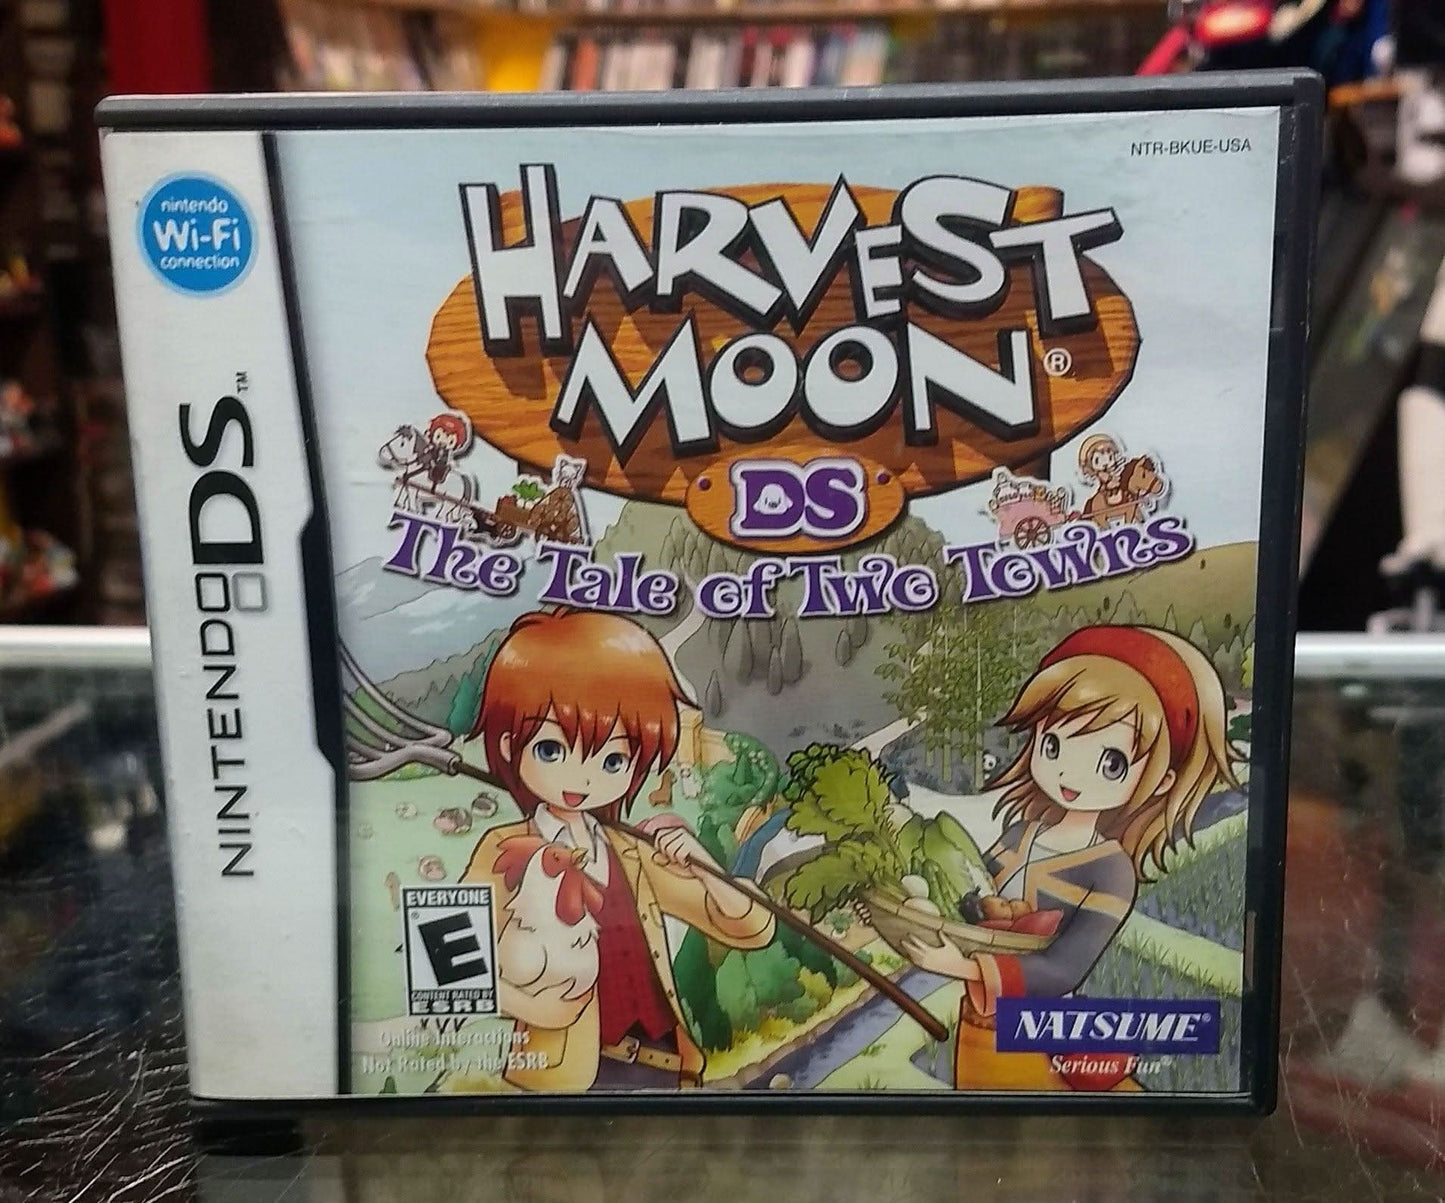 NTR-BKUE-USA
nintendo
Wi-Fi
connection
NINTENDO DS™
HARVEST
MOON®
DS
The Tale of Two Towns
EVERYONE
E
CONTENT RATED BY
ESRB
Online Interactions
Not Rated by the ESRB
NATSUME®
Serious Fun®